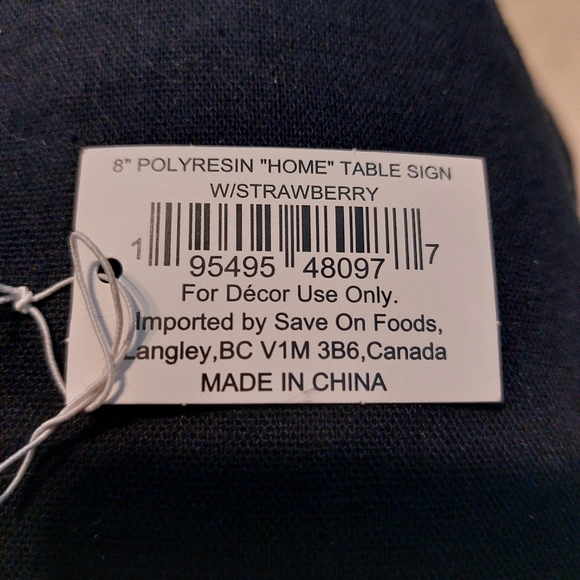 8" POLYRESIN "HOME" TABLE SIGN
W/STRAWBERRY
1 95495 48097 7
For Décor Use Only.
Imported by Save On Foods,
Langley,BC V1M 3B6,Canada
MADE IN CHINA